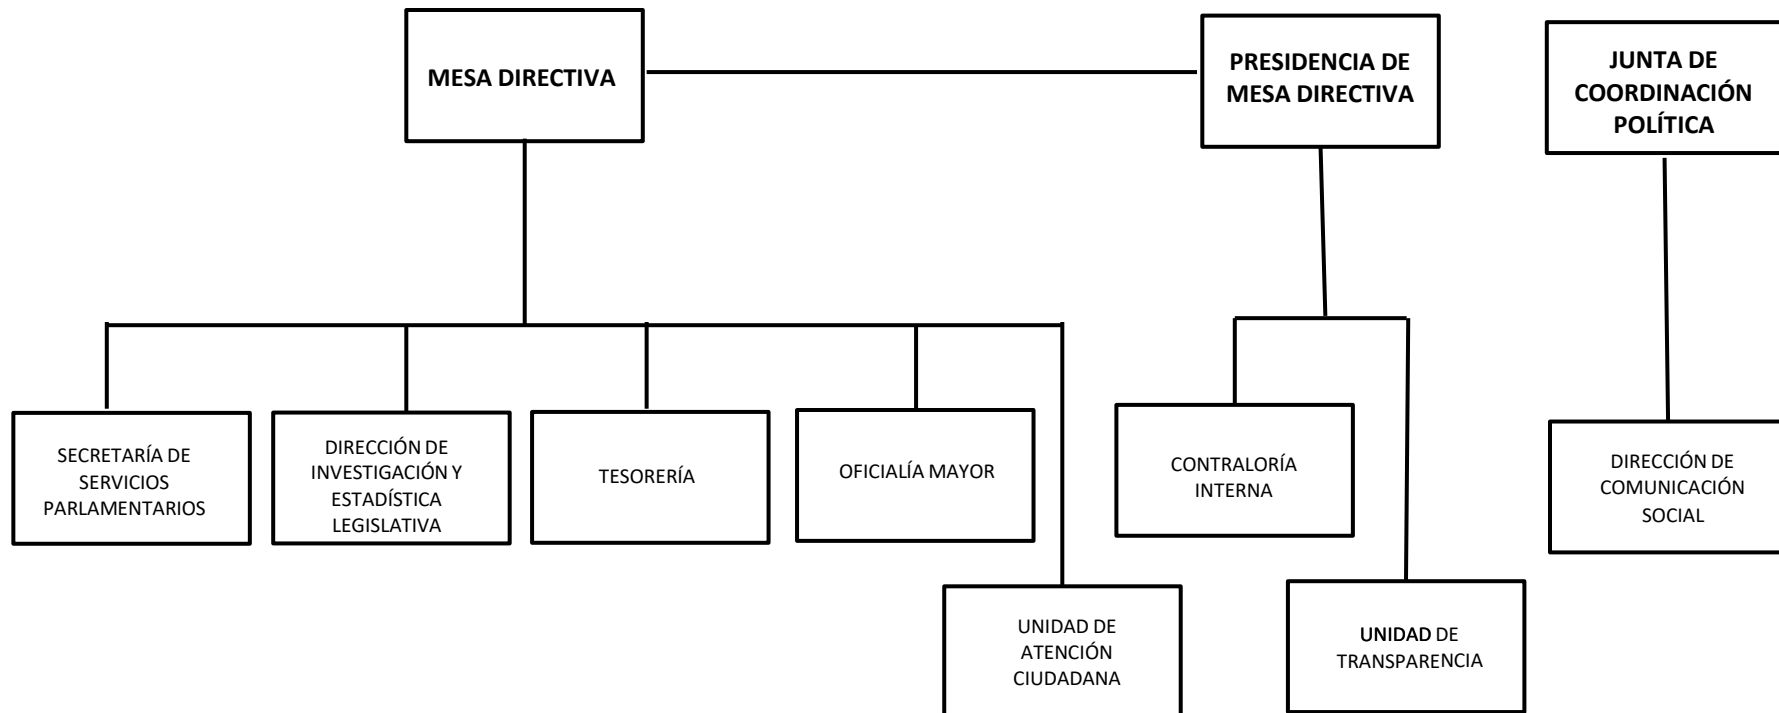 MESA DIRECTIVA
PRESIDENCIA DE
MESA DIRECTIVA
JUNTA DE
COORDINACIÓN
POLÍTICA
SECRETARÍA DE
SERVICIOS
PARLAMENTARIOS
DIRECCIÓN DE
INVESTIGACIÓN Y
ESTADÍSTICA
LEGISLATIVA
TESORERÍA
OFICIALÍA MAYOR
CONTRALORÍA
INTERNA
DIRECCIÓN DE
COMUNICACIÓN
SOCIAL
UNIDAD DE
ATENCIÓN
CIUDADANA
UNIDAD DE
TRANSPARENCIA